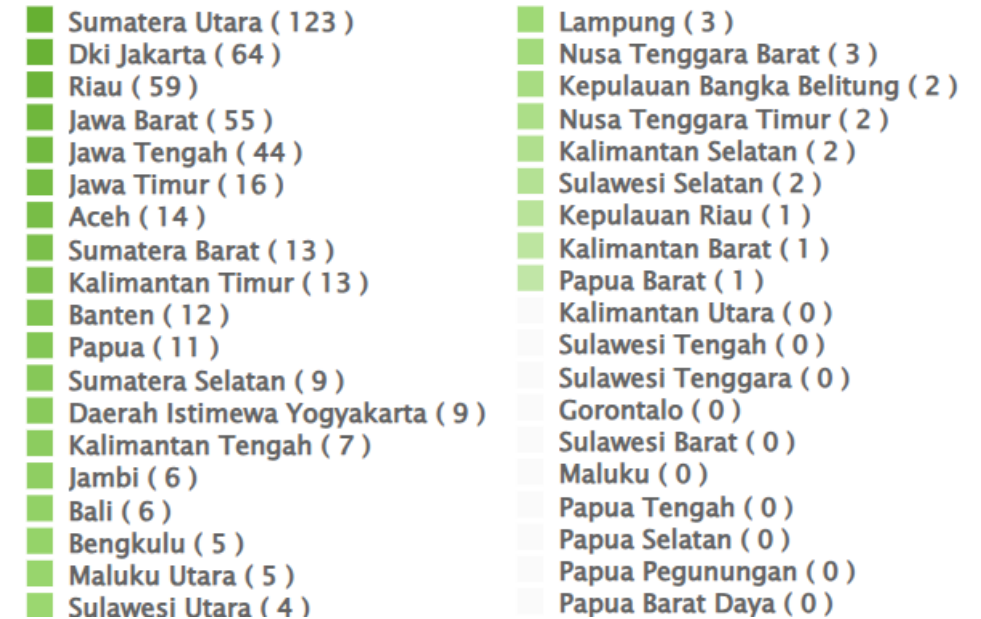 Sumatera Utara ( 123 )
Dki Jakarta ( 64 )
Riau ( 59 )
Jawa Barat ( 55 )
Jawa Tengah ( 44 )
Jawa Timur ( 16 )
Aceh ( 14 )
Sumatera Barat ( 13 )
Kalimantan Timur ( 13 )
Banten ( 12 )
Papua ( 11 )
Sumatera Selatan ( 9 )
Daerah Istimewa Yogyakarta ( 9 )
Kalimantan Tengah ( 7 )
Jambi ( 6 )
Bali ( 6 )
Bengkulu ( 5 )
Maluku Utara ( 5 )
Sulawesi Utara ( 4 )
Lampung ( 3 )
Nusa Tenggara Barat ( 3 )
Kepulauan Bangka Belitung ( 2 )
Nusa Tenggara Timur ( 2 )
Kalimantan Selatan ( 2 )
Sulawesi Selatan ( 2 )
Kepulauan Riau ( 1 )
Kalimantan Barat ( 1 )
Papua Barat ( 1 )
Kalimantan Utara ( 0 )
Sulawesi Tengah ( 0 )
Sulawesi Tenggara ( 0 )
Gorontalo ( 0 )
Sulawesi Barat ( 0 )
Maluku ( 0 )
Papua Tengah ( 0 )
Papua Selatan ( 0 )
Papua Pegunungan ( 0 )
Papua Barat Daya ( 0 )